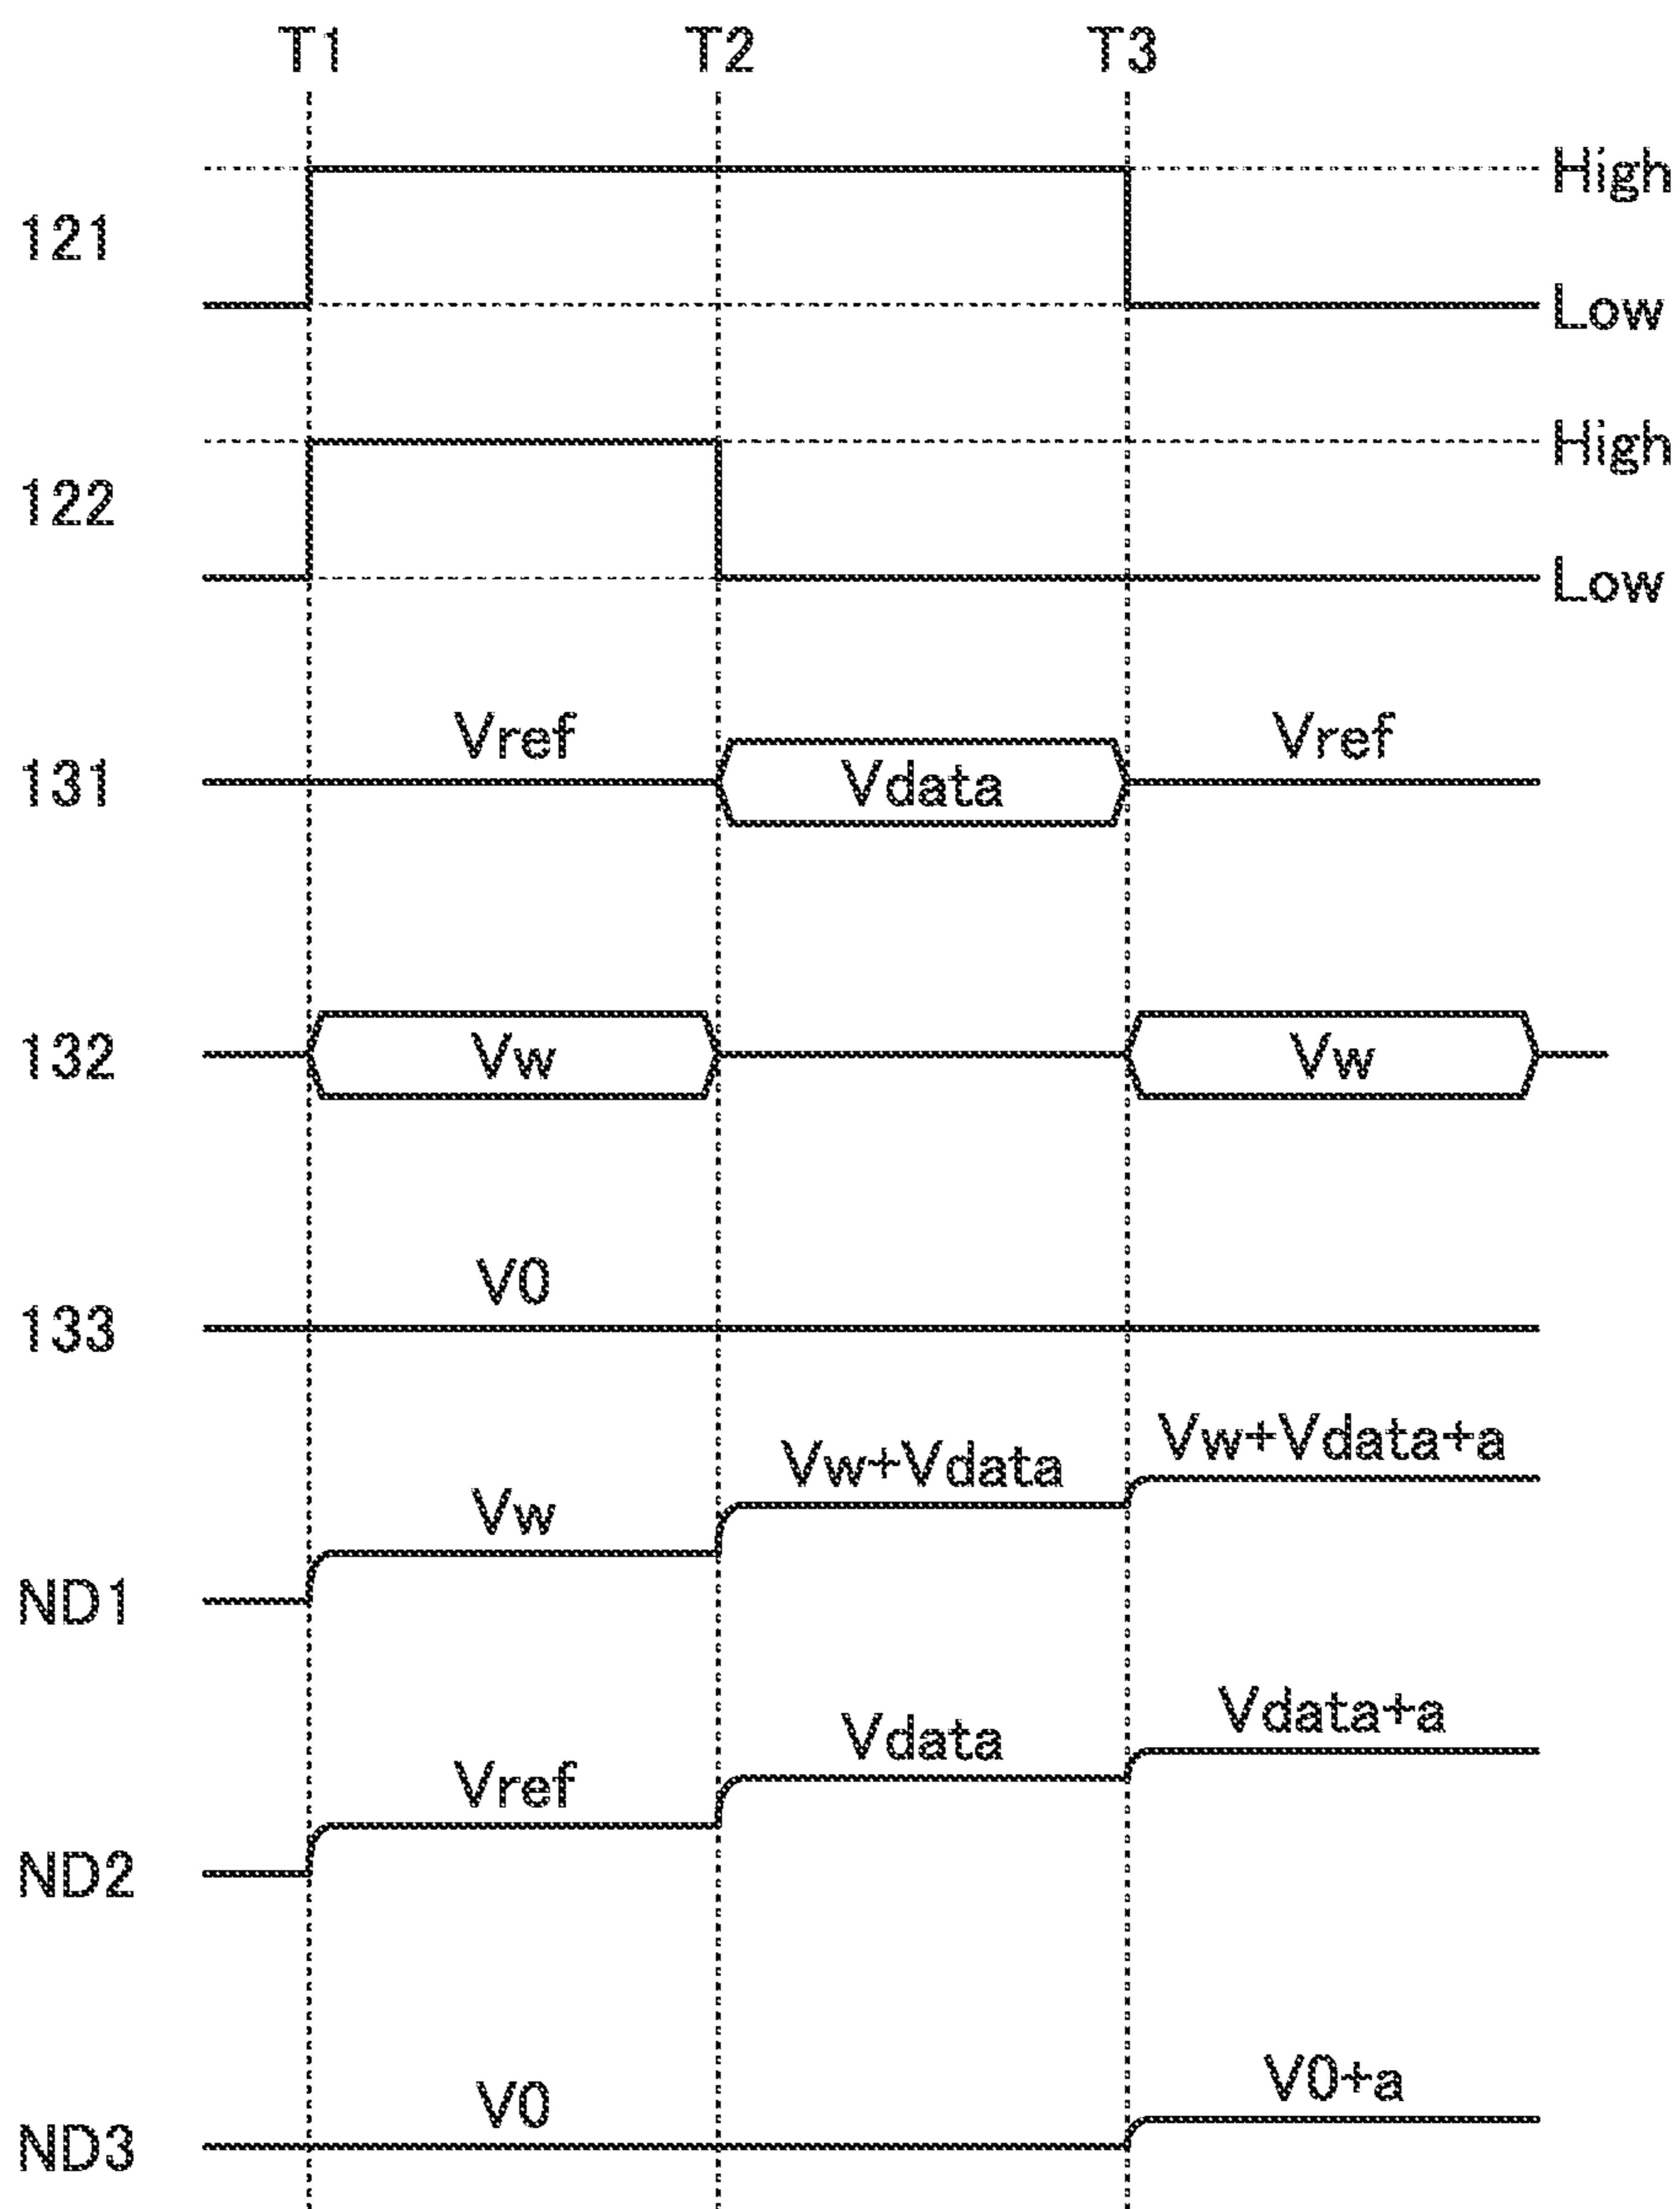 T1 T2 T3
High
121
Low
High
122
Low
Vref Vref
131 Vdata
132 Vw Vw
V0
133
Vw+Vdata+a
Vw+Vdata
Vw
ND1
Vdata+a
Vdata
Vref
ND2
V0+a
V0
ND3